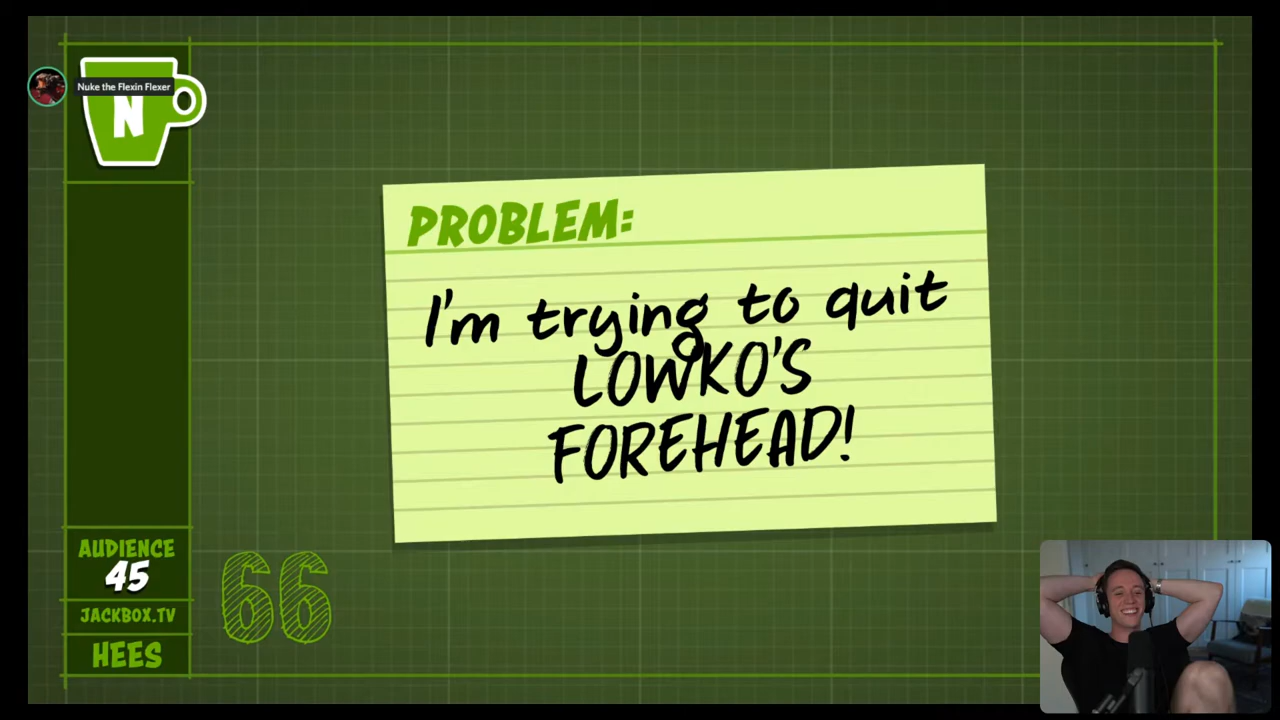 Nuke the Flexin Flexer
N
PROBLEM:
I'm trying to quit
LOWKO'S
FOREHEAD!
AUDIENCE
45
JACKBOX.TV
HEES
66